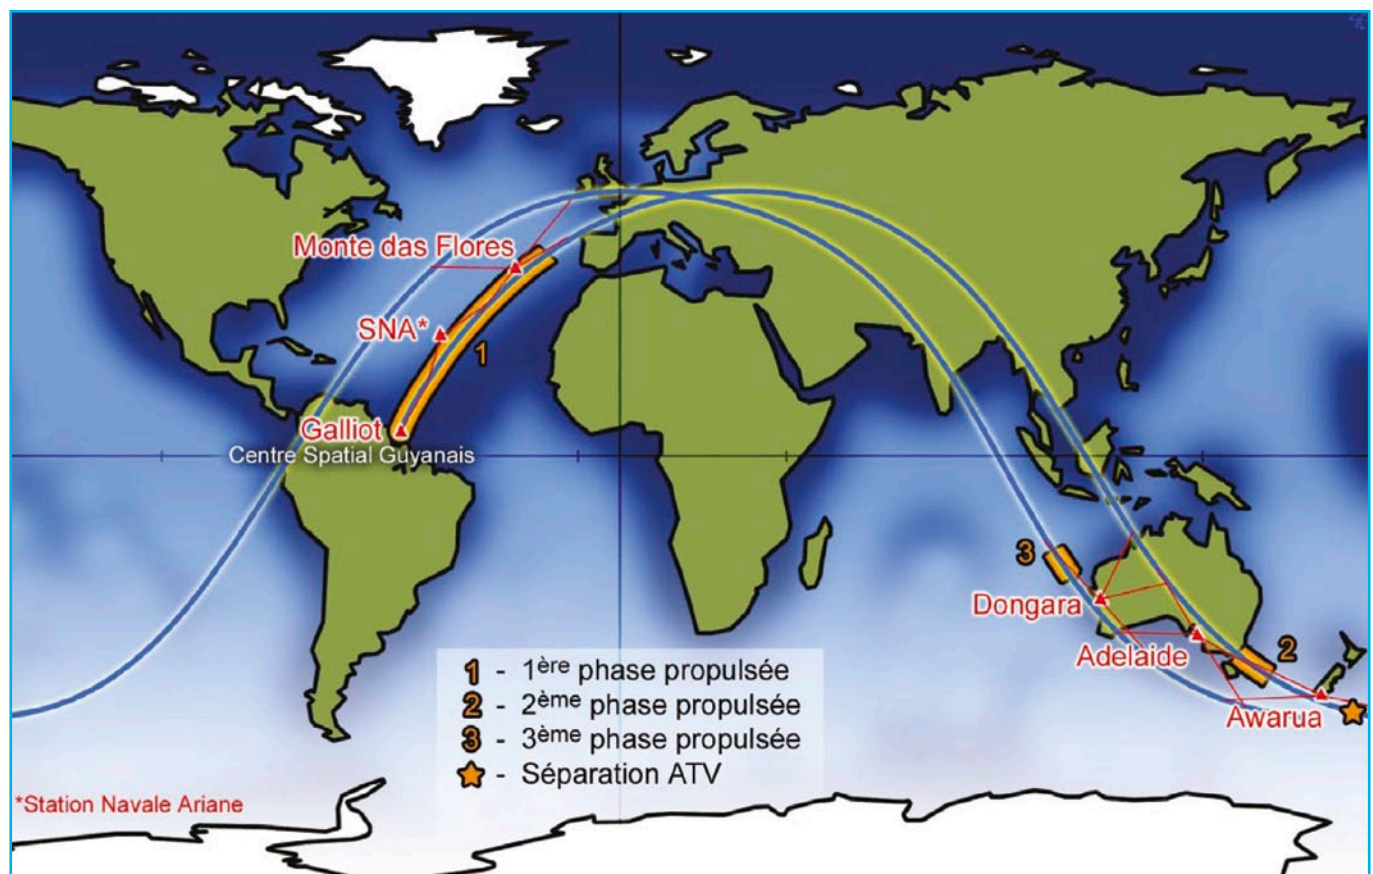 Monte das Flores
SNA*
1
Galliot
Centre Spatial Guyanais
3
Dongara
Adelaide
2
Awarua
1 - 1ère phase propulsée
2 - 2ème phase propulsée
3 - 3ème phase propulsée
- Séparation ATV
*Station Navale Ariane